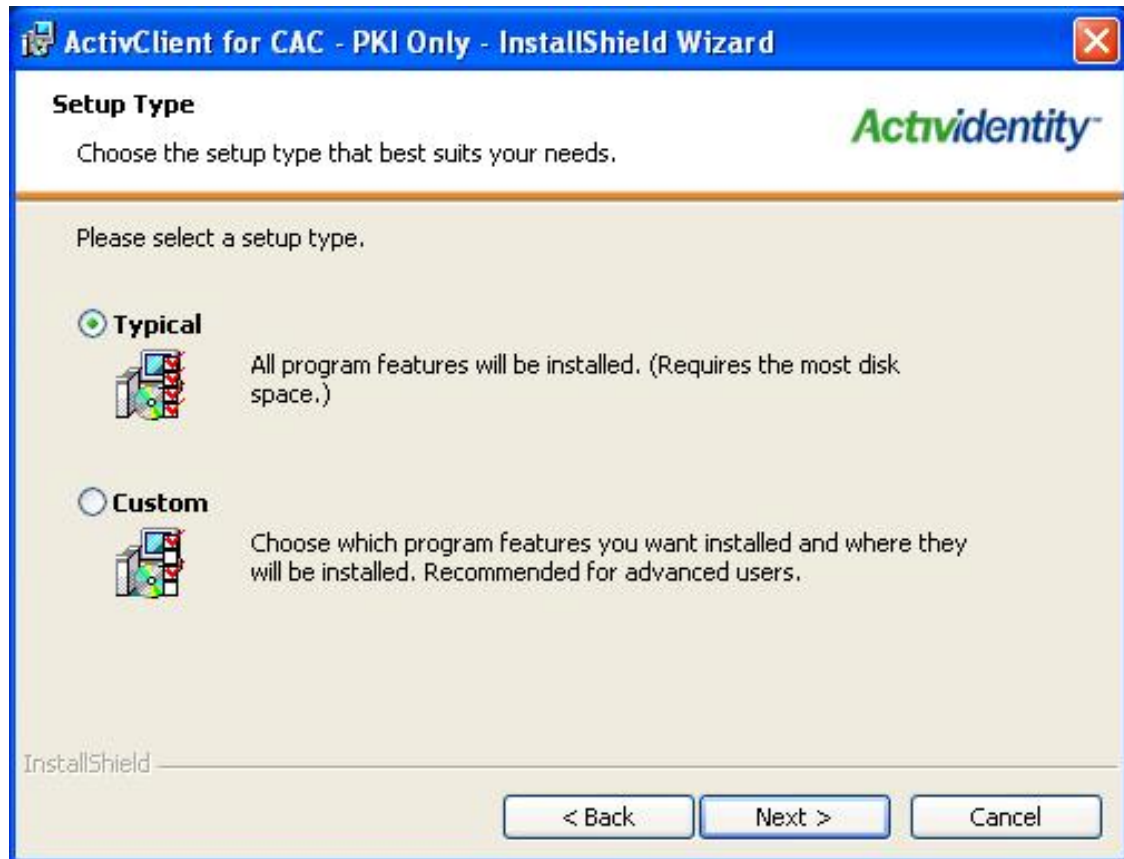 ActivClient for CAC - PKI Only - InstallShield Wizard
Setup Type
Choose the setup type that best suits your needs.
Actividentity™
Please select a setup type.
Typical
All program features will be installed. (Requires the most disk
space.)
Custom
Choose which program features you want installed and where they
will be installed. Recommended for advanced users.
InstallShield
< Back
Next >
Cancel